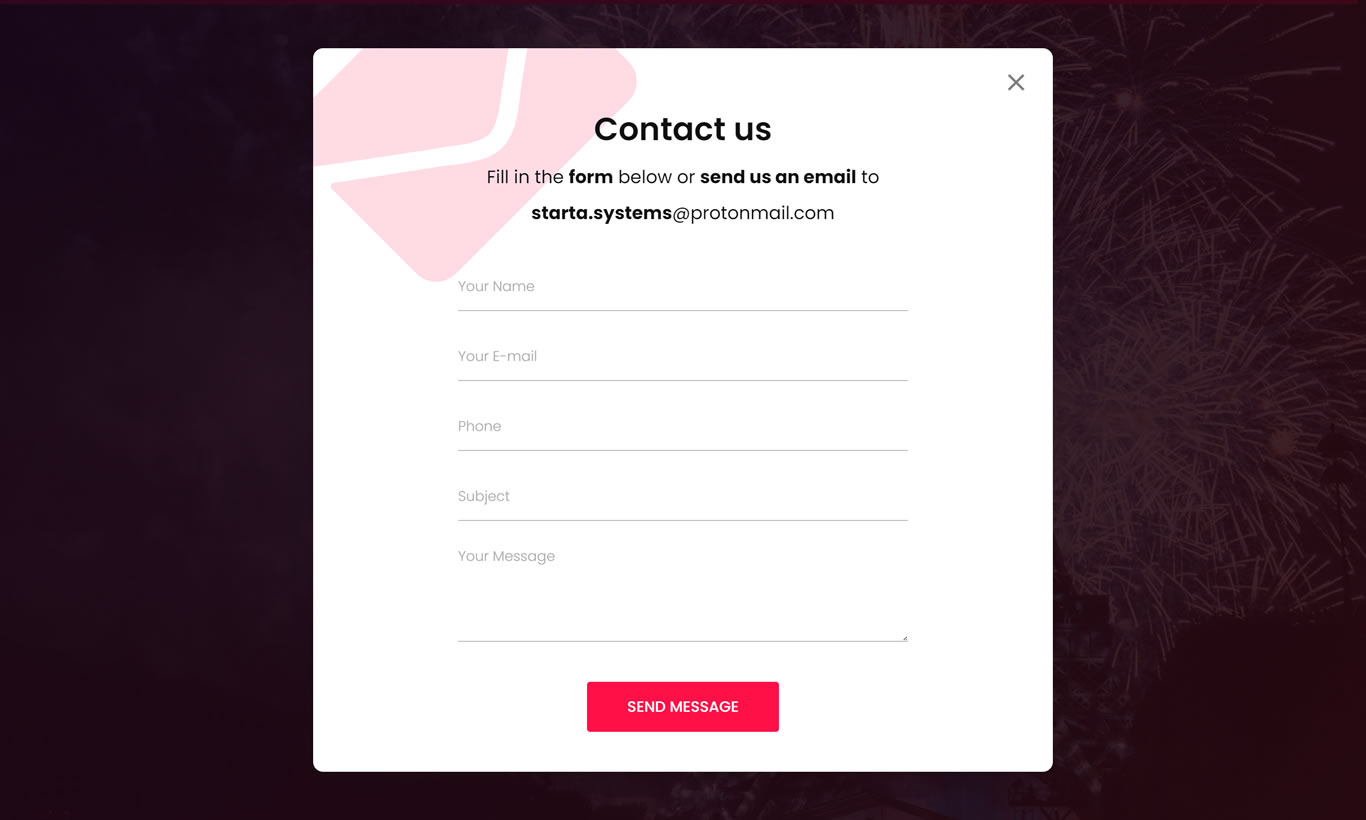 Contact us
Fill in the form below or send us an email to
starta.systems@protonmail.com
Your Name
Your E-mail
Phone
Subject
Your Message
SEND MESSAGE